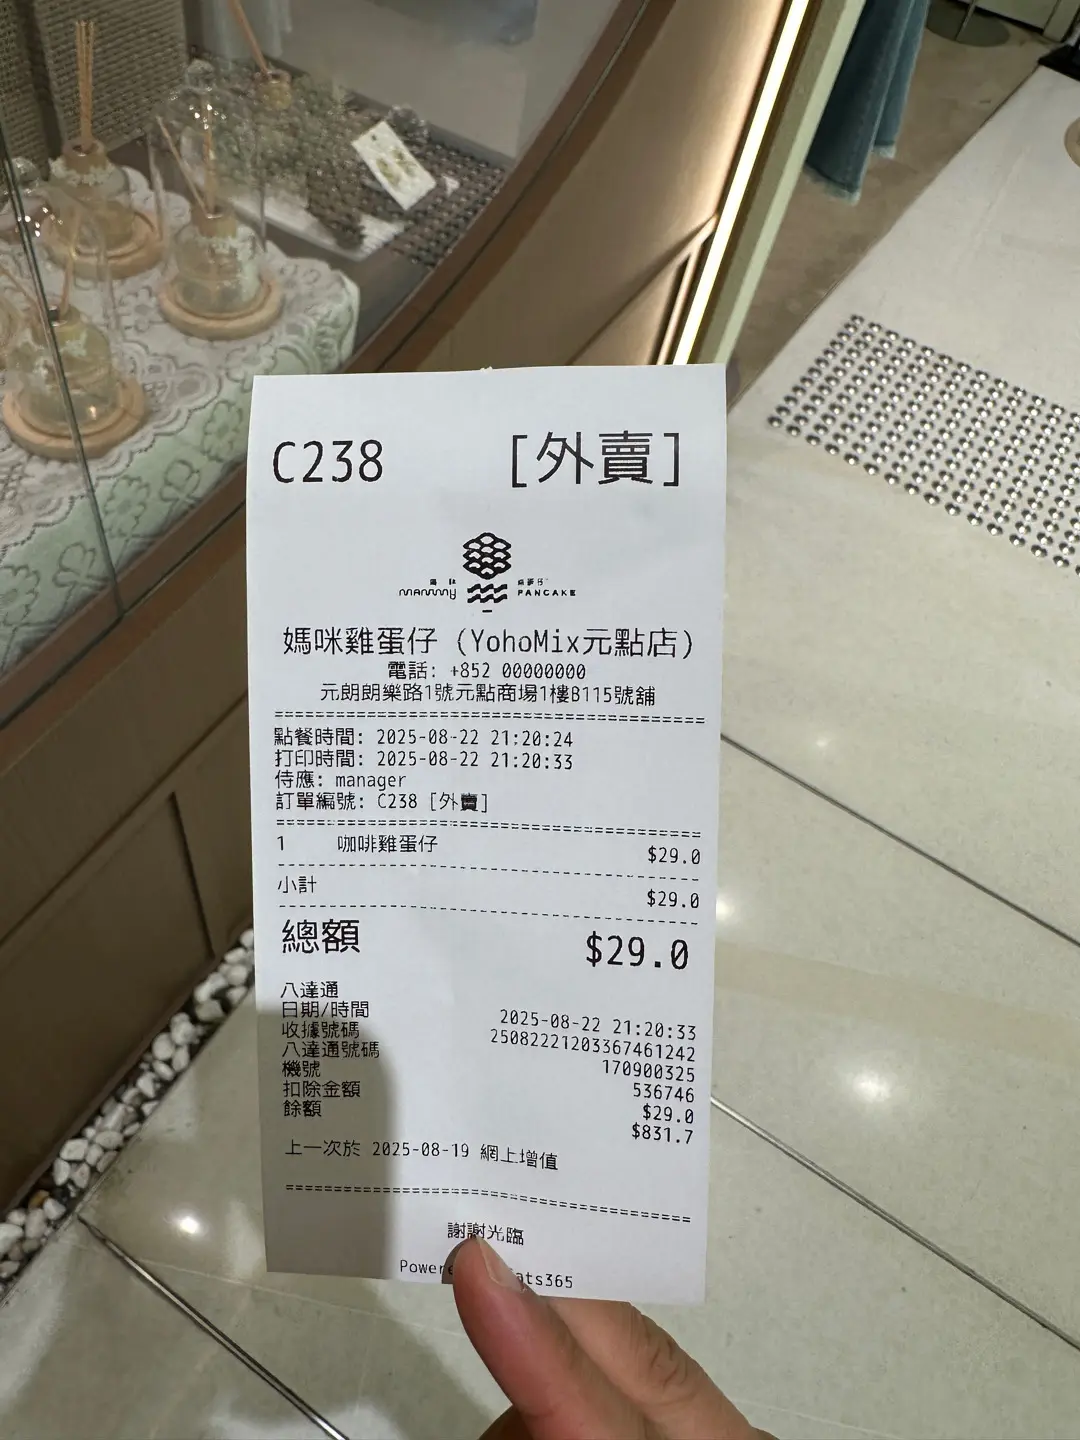 C238 [外賣]
媽咪 雞蛋仔
MAMMY PANCAKE
媽咪雞蛋仔 (YohoMix元點店)
電話: +852 00000000
元朗朗樂路1號元點商場1樓B115號舖
點餐時間: 2025-08-22 21:20:24
打印時間: 2025-08-22 21:20:33
侍應: manager
訂單編號: C238 [外賣]
1 咖啡雞蛋仔 $29.0
小計 $29.0
總額 $29.0
八達通
日期/時間 2025-08-22 21:20:33
收據號碼 25082221203367461242
八達通號碼 170900325
機號 536746
扣除金額 $29.0
餘額 $831.7
上一次於 2025-08-19 網上增值
謝謝光臨
Powere ats365